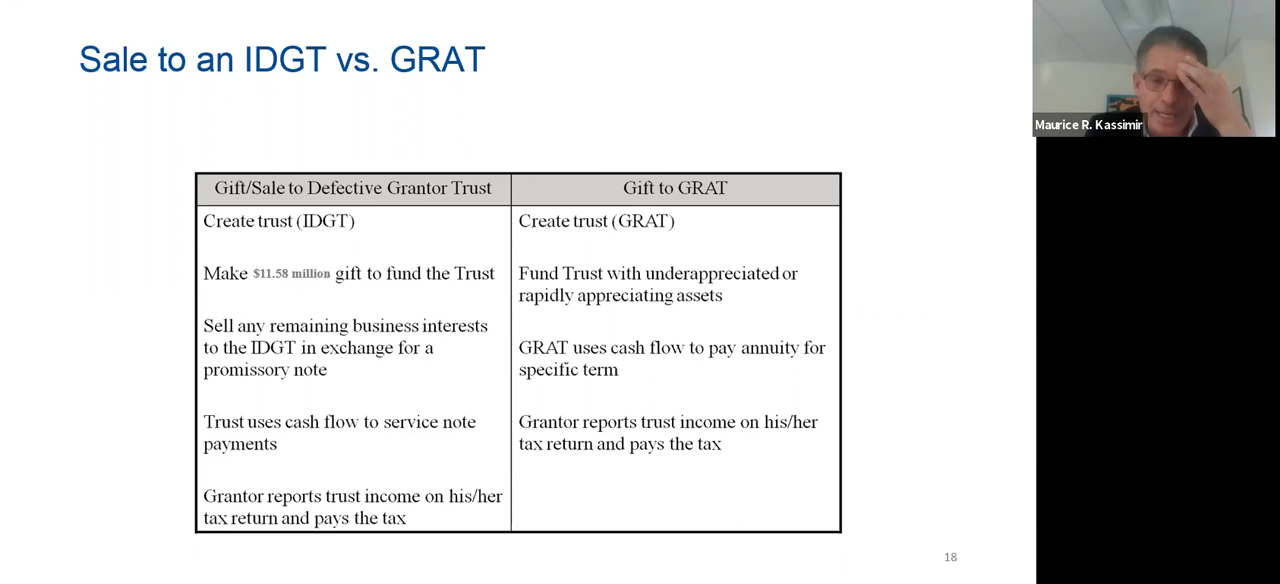 Sale to an IDGT vs. GRAT
Maurice R. Kassimir
Gift/Sale to Defective Grantor Trust
Gift to GRAT
Create trust (IDGT)
Make $11.58 million gift to fund the Trust
Sell any remaining business interests
to the IDGT in exchange for a
promissory note
Trust uses cash flow to service note
payments
Grantor reports trust income on his/her
tax return and pays the tax
Create trust (GRAT)
Fund Trust with underappreciated or
rapidly appreciating assets
GRAT uses cash flow to pay annuity for
specific term
Grantor reports trust income on his/her
tax return and pays the tax
18